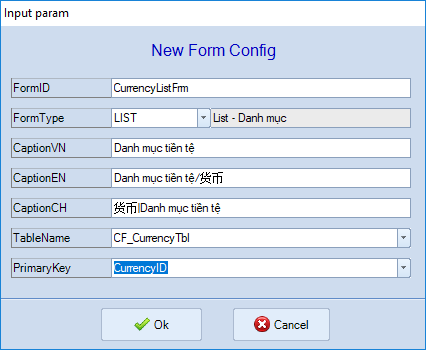 Input param
New Form Config
FormID CurrencyListFrm
FormType LIST List - Danh mục
CaptionVN Danh mục tiền tệ
CaptionEN Danh mục tiền tệ/货币
CaptionCH 货币|Danh mục tiền tệ
TableName CF_CurrencyTbl
PrimaryKey CurrencyID
Ok Cancel